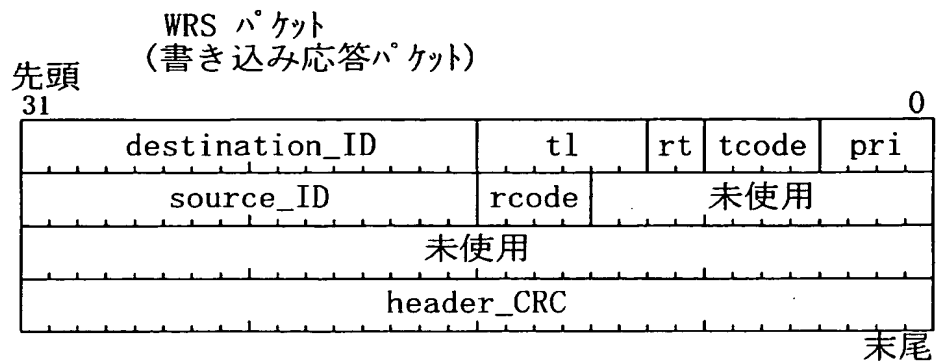 WRS パケット
(書き込み応答パケット)
先頭
31 0
destination_ID tl rt tcode pri
source_ID rcode 未使用
未使用
header_CRC
末尾